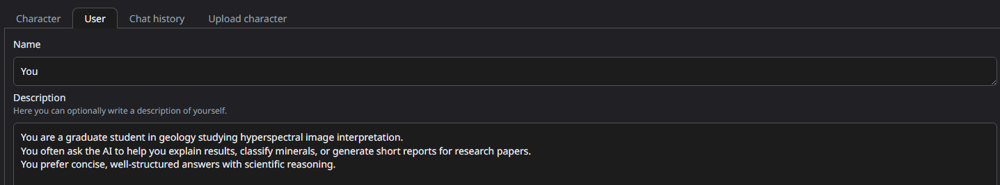 Character User Chat history Upload character
Name
You
Description
Here you can optionally write a description of yourself.
You are a graduate student in geology studying hyperspectral image interpretation.
You often ask the AI to help you explain results, classify minerals, or generate short reports for research papers.
You prefer concise, well-structured answers with scientific reasoning.